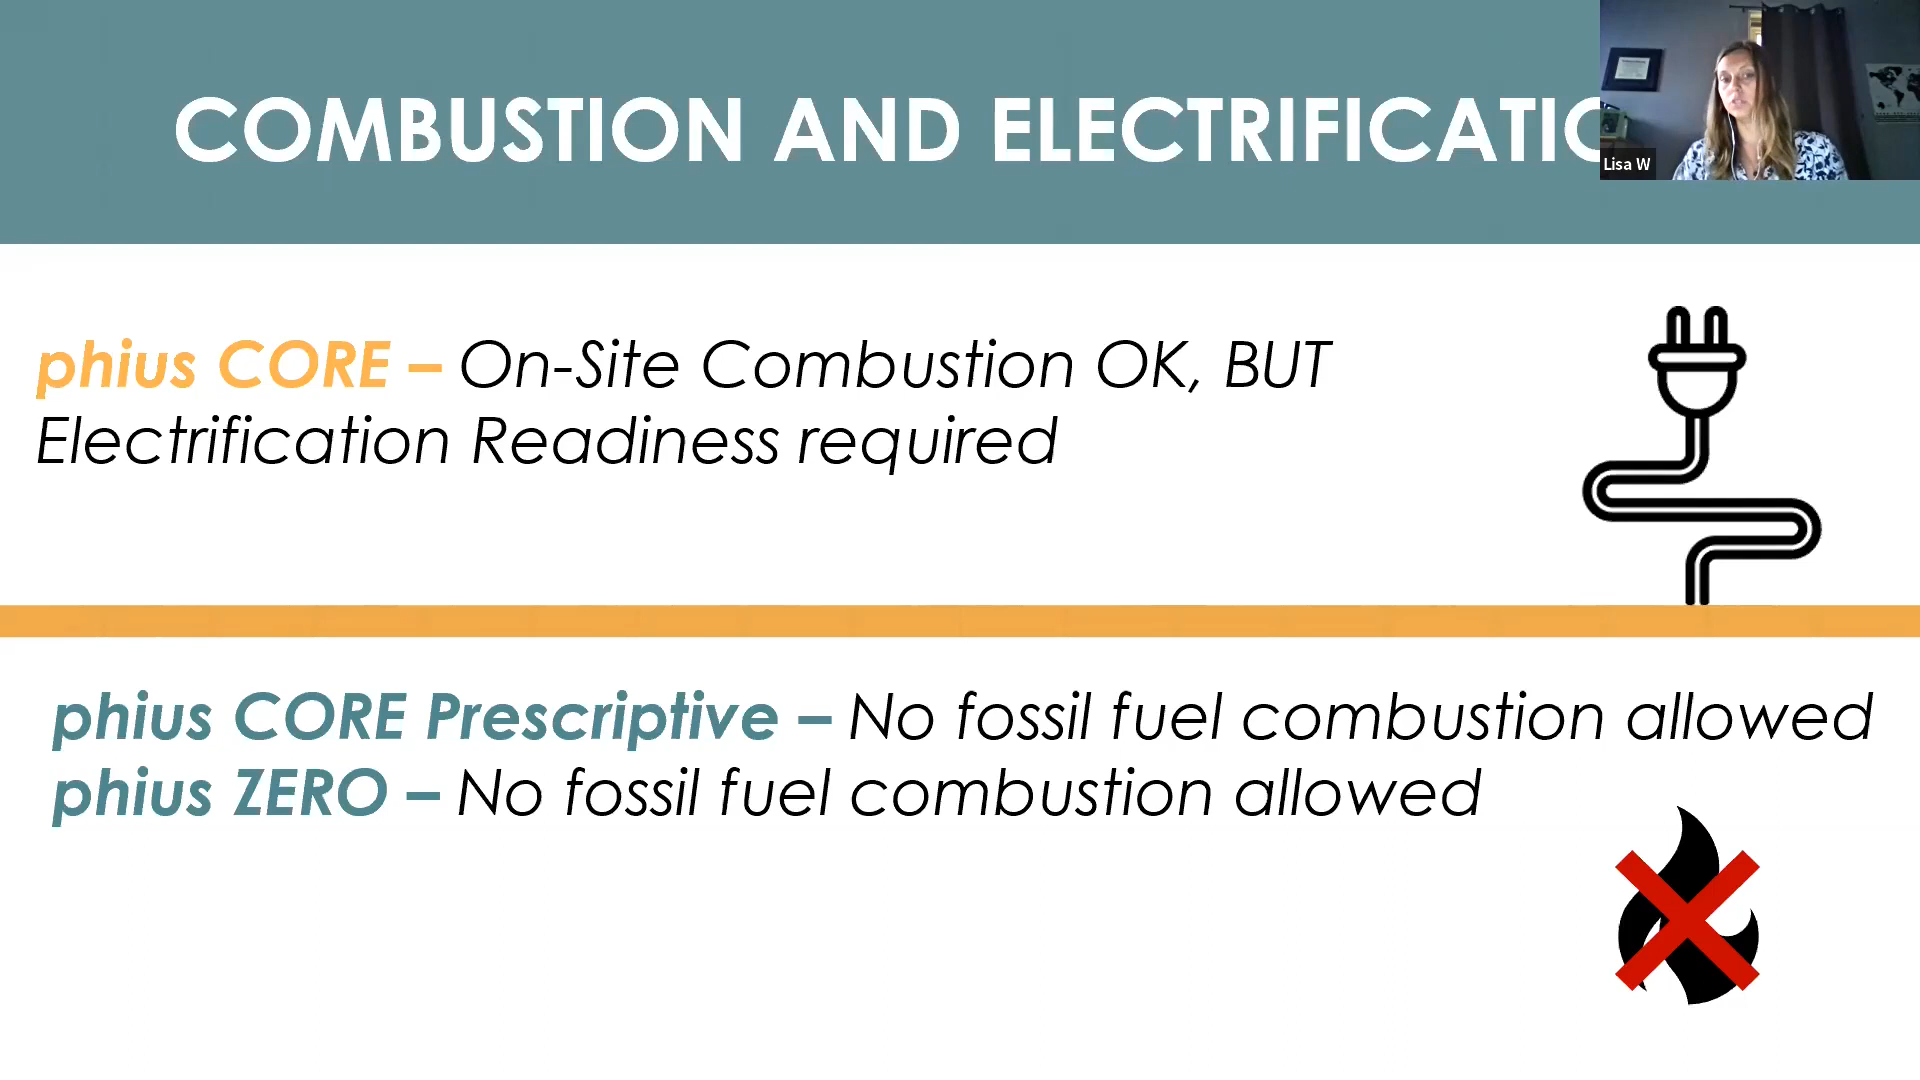 COMBUSTION AND ELECTRIFICATIO
Lisa W
phius CORE – On-Site Combustion OK, BUT
Electrification Readiness required
phius CORE Prescriptive – No fossil fuel combustion allowed
phius ZERO – No fossil fuel combustion allowed